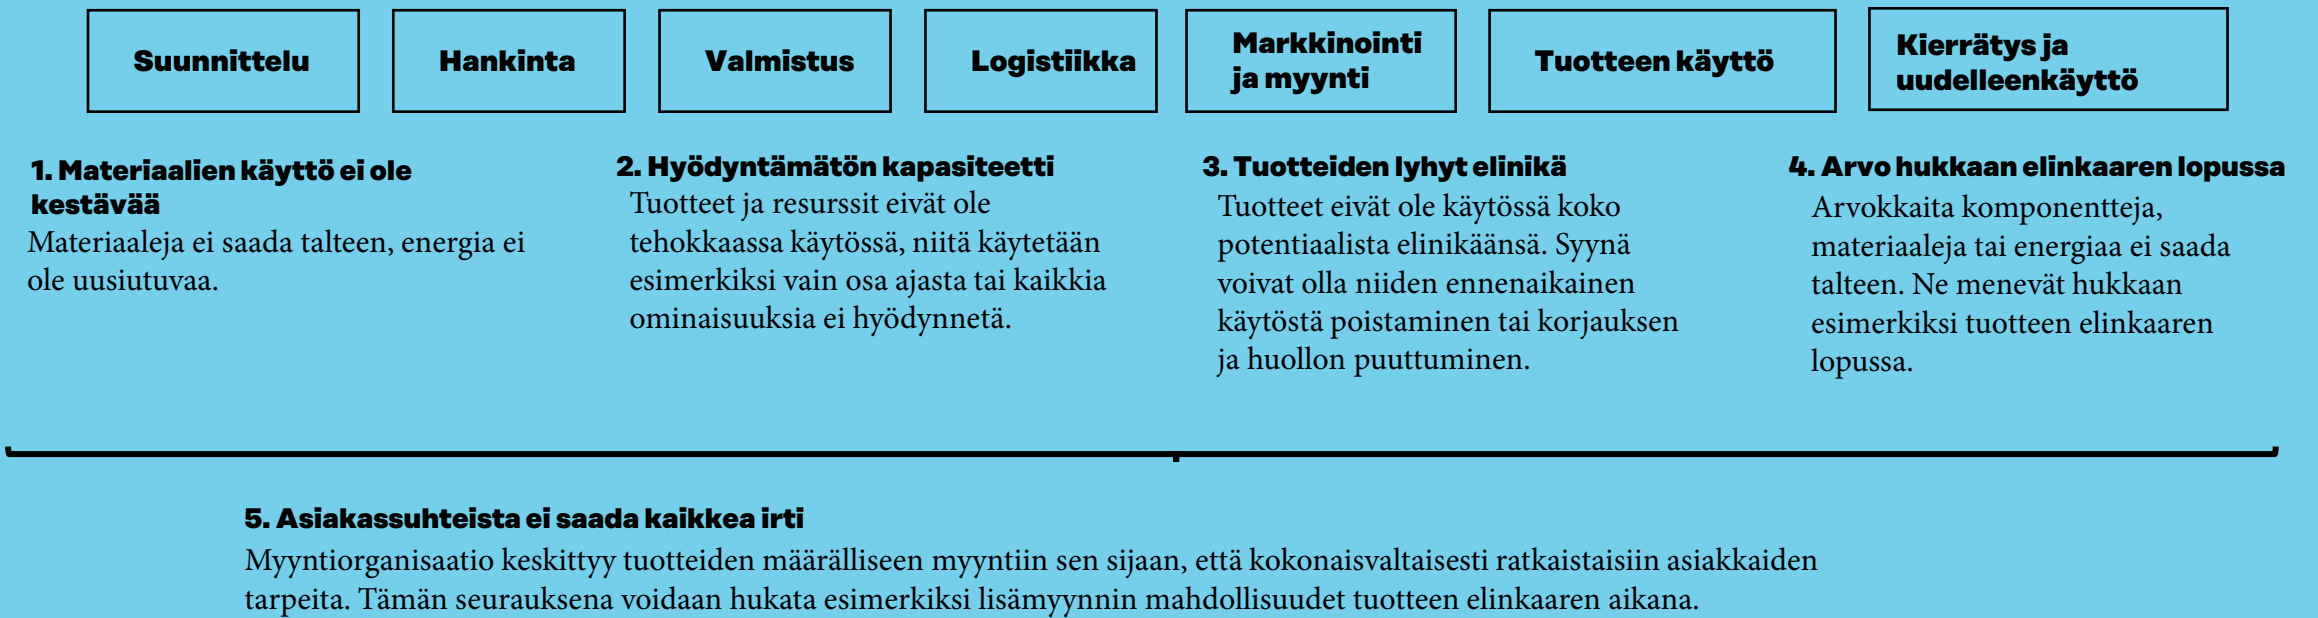 Suunnittelu
Hankinta
Valmistus
Logistiikka
Markkinointi
ja myynti
Tuotteen käyttö
Kierrätys ja
uudelleenkäyttö
1. Materiaalien käyttö ei ole
kestävää
Materiaaleja ei saada talteen, energia ei
ole uusiutuvaa.
2. Hyödyntämätön kapasiteetti
Tuotteet ja resurssit eivät ole
tehokkaassa käytössä, niitä käytetään
esimerkiksi vain osa ajasta tai kaikkia
ominaisuuksia ei hyödynnetä.
3. Tuotteiden lyhyt elinikä
Tuotteet eivät ole käytössä koko
potentiaalista elinikäänsä. Syynä
voivat olla niiden ennenaikainen
käytöstä poistaminen tai korjauksen
ja huollon puuttuminen.
4. Arvo hukkaan elinkaaren lopussa
Arvokkaita komponentteja,
materiaaleja tai energiaa ei saada
talteen. Ne menevät hukkaan
esimerkiksi tuotteen elinkaaren
lopussa.
5. Asiakassuhteista ei saada kaikkea irti
Myyntiorganisaatio keskittyy tuotteiden määrälliseen myyntiin sen sijaan, että kokonaisvaltaisesti ratkaistaisiin asiakkaiden
tarpeita. Tämän seurauksena voidaan hukata esimerkiksi lisämyynnin mahdollisuudet tuotteen elinkaaren aikana.